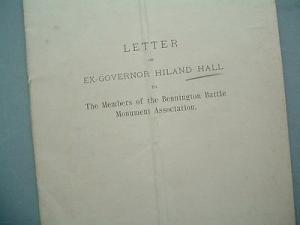 LETTER
OF
EX-GOVERNOR HILAND HALL
TO
The Members of the Bennington Battle
Monument Association.